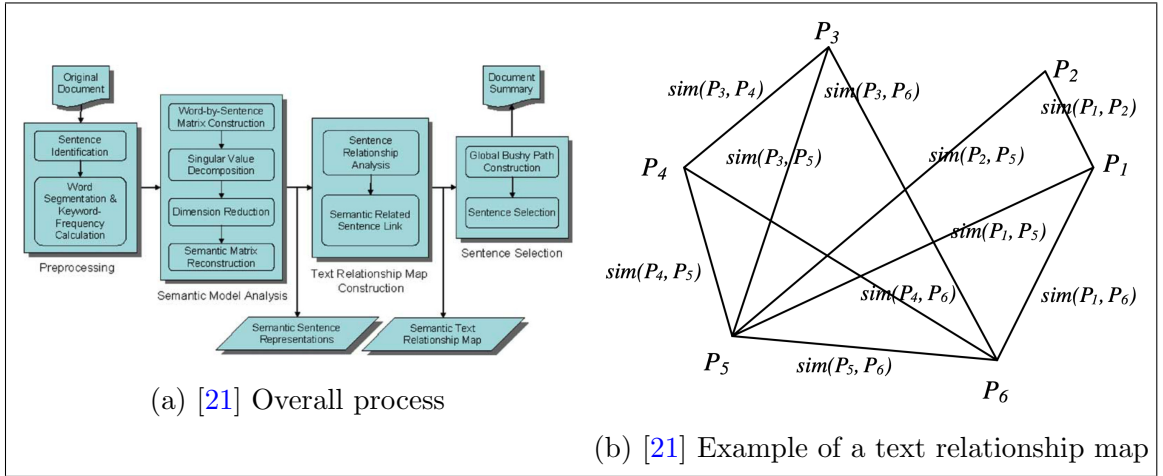 Original
Document
Sentence
Identification
Word
Segmentation &
Keyword-
Frequency
Calculation
Preprocessing
Word-by-Sentence
Matrix Construction
Singular Value
Decomposition
Dimension Reduction
Semantic Matrix
Reconstruction
Semantic Model Analysis
Sentence
Relationship
Analysis
Semantic Related
Sentence Link
Text Relationship Map
Construction
Document
Summary
Global Bushy Path
Construction
Sentence Selection
Sentence Selection
Semantic Sentence
Representations
Semantic Text
Relationship Map
(a) [21] Overall process
P3
P2
sim(P3, P4)
sim(P3, P6)
sim(P1, P2)
sim(P3, P5)
sim(P2, P5)
P4
P1
sim(P1, P5)
sim(P4, P5)
sim(P4, P6)
sim(P1, P6)
P5
sim(P5, P6)
P6
(b) [21] Example of a text relationship map